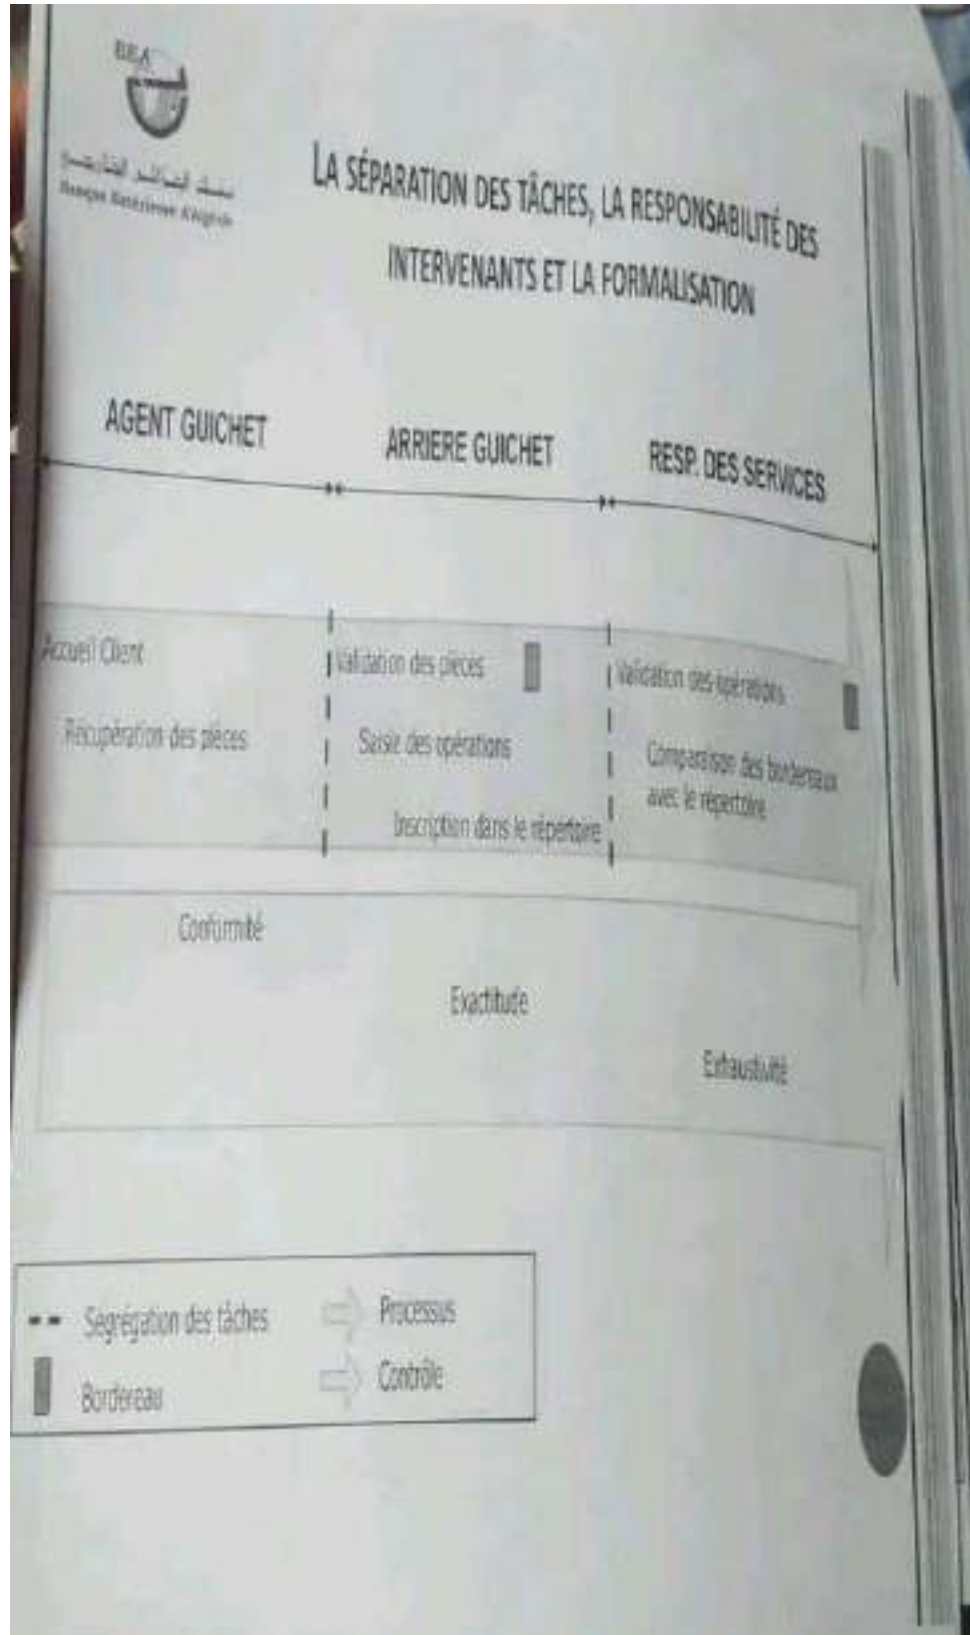 BEA
Banque Extérieure d'Algérie
LA SÉPARATION DES TÂCHES, LA RESPONSABILITÉ DES
INTERVENANTS ET LA FORMALISATION
AGENT GUICHET
ARRIERE GUICHET
RESP. DES SERVICES
Accueil Client
Récupération des pièces
Validation des pièces
Saisie des opérations
Inscription dans le répertoire
Validation des opérations
Comparaison des bordereaux
avec le répertoire
Conformité
Exactitude
Exhaustivité
Ségrégation des tâches
Bordereau
Processus
Contrôle